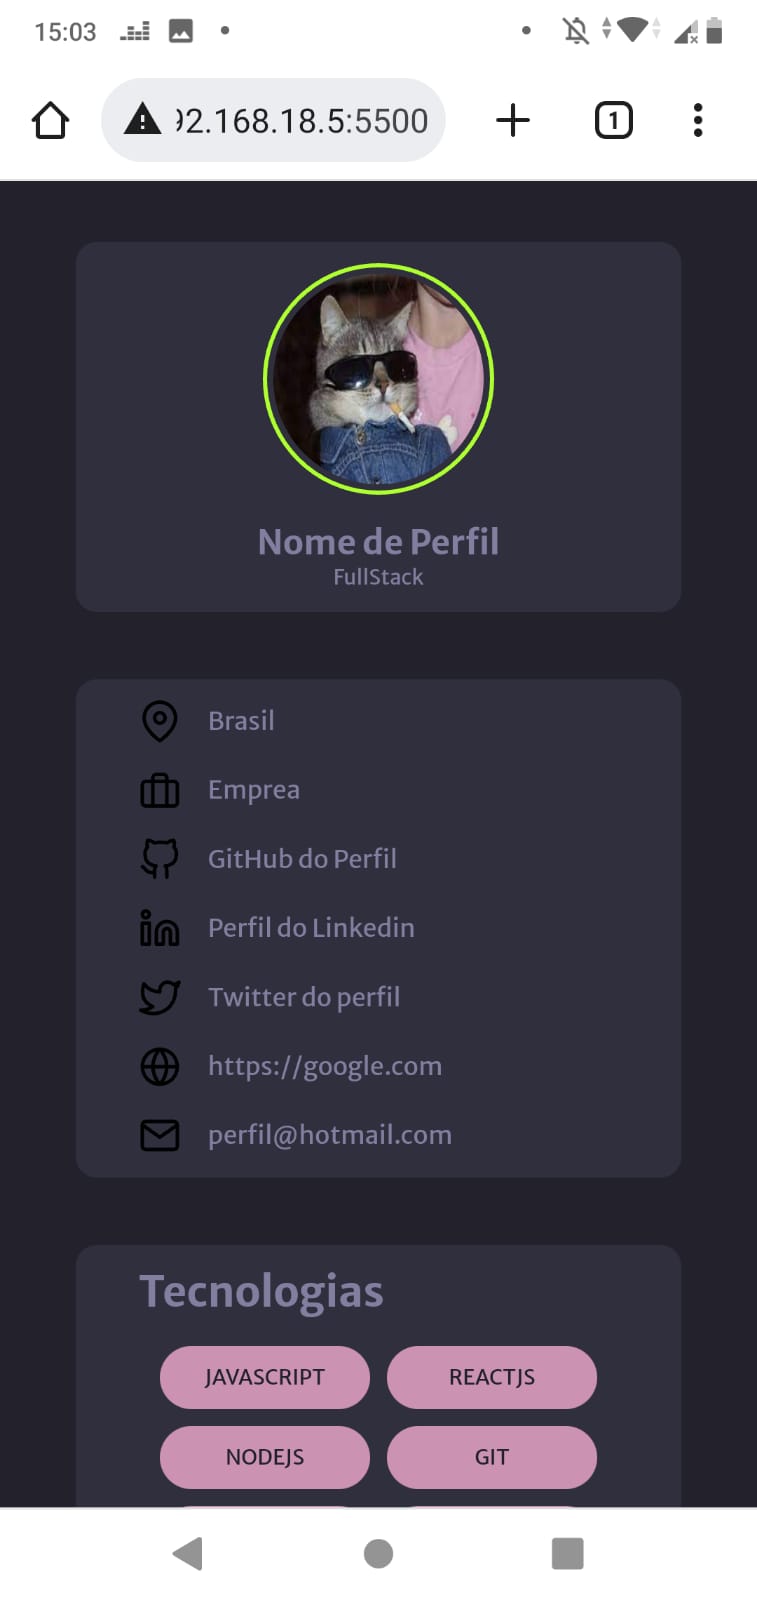 15:03
92.168.18.5:5500
1
Nome de Perfil
FullStack
Brasil
Emprea
GitHub do Perfil
Perfil do Linkedin
Twitter do perfil
https://google.com
perfil@hotmail.com
Tecnologias
JAVASCRIPT
REACTJS
NODEJS
GIT